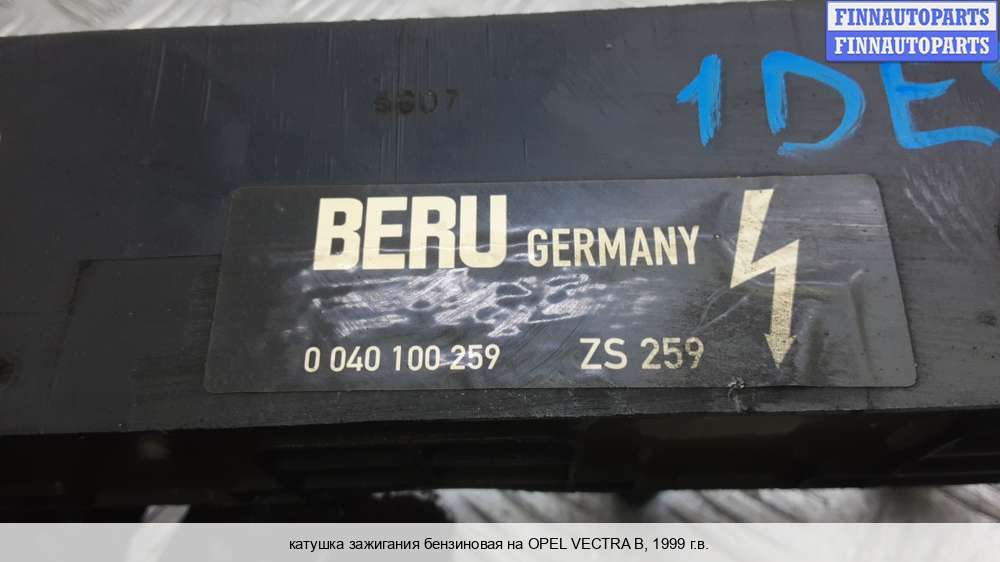 FINNAUTOPARTS
FINNAUTOPARTS
1DE
BERU GERMANY
0 040 100 259 ZS 259
катушка зажигания бензиновая на OPEL VECTRA B, 1999 г.в.